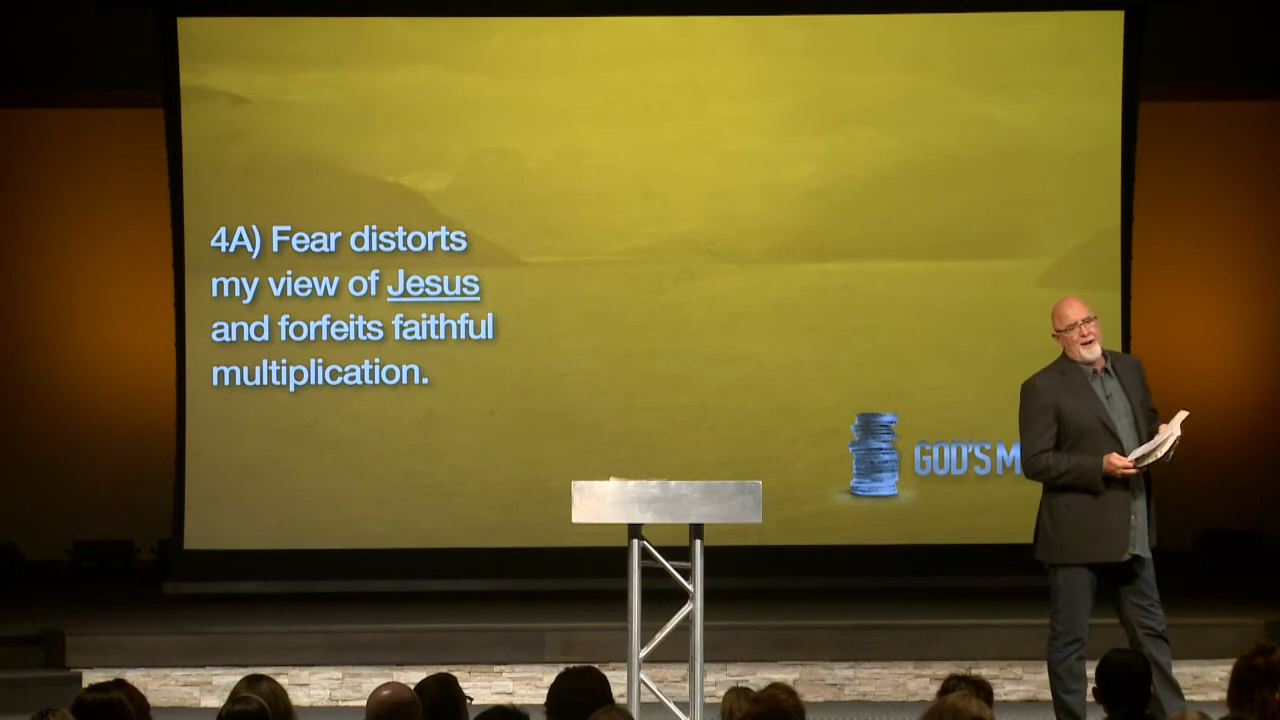 4A) Fear distorts
my view of Jesus
and forfeits faithful
multiplication.
GOD'S M